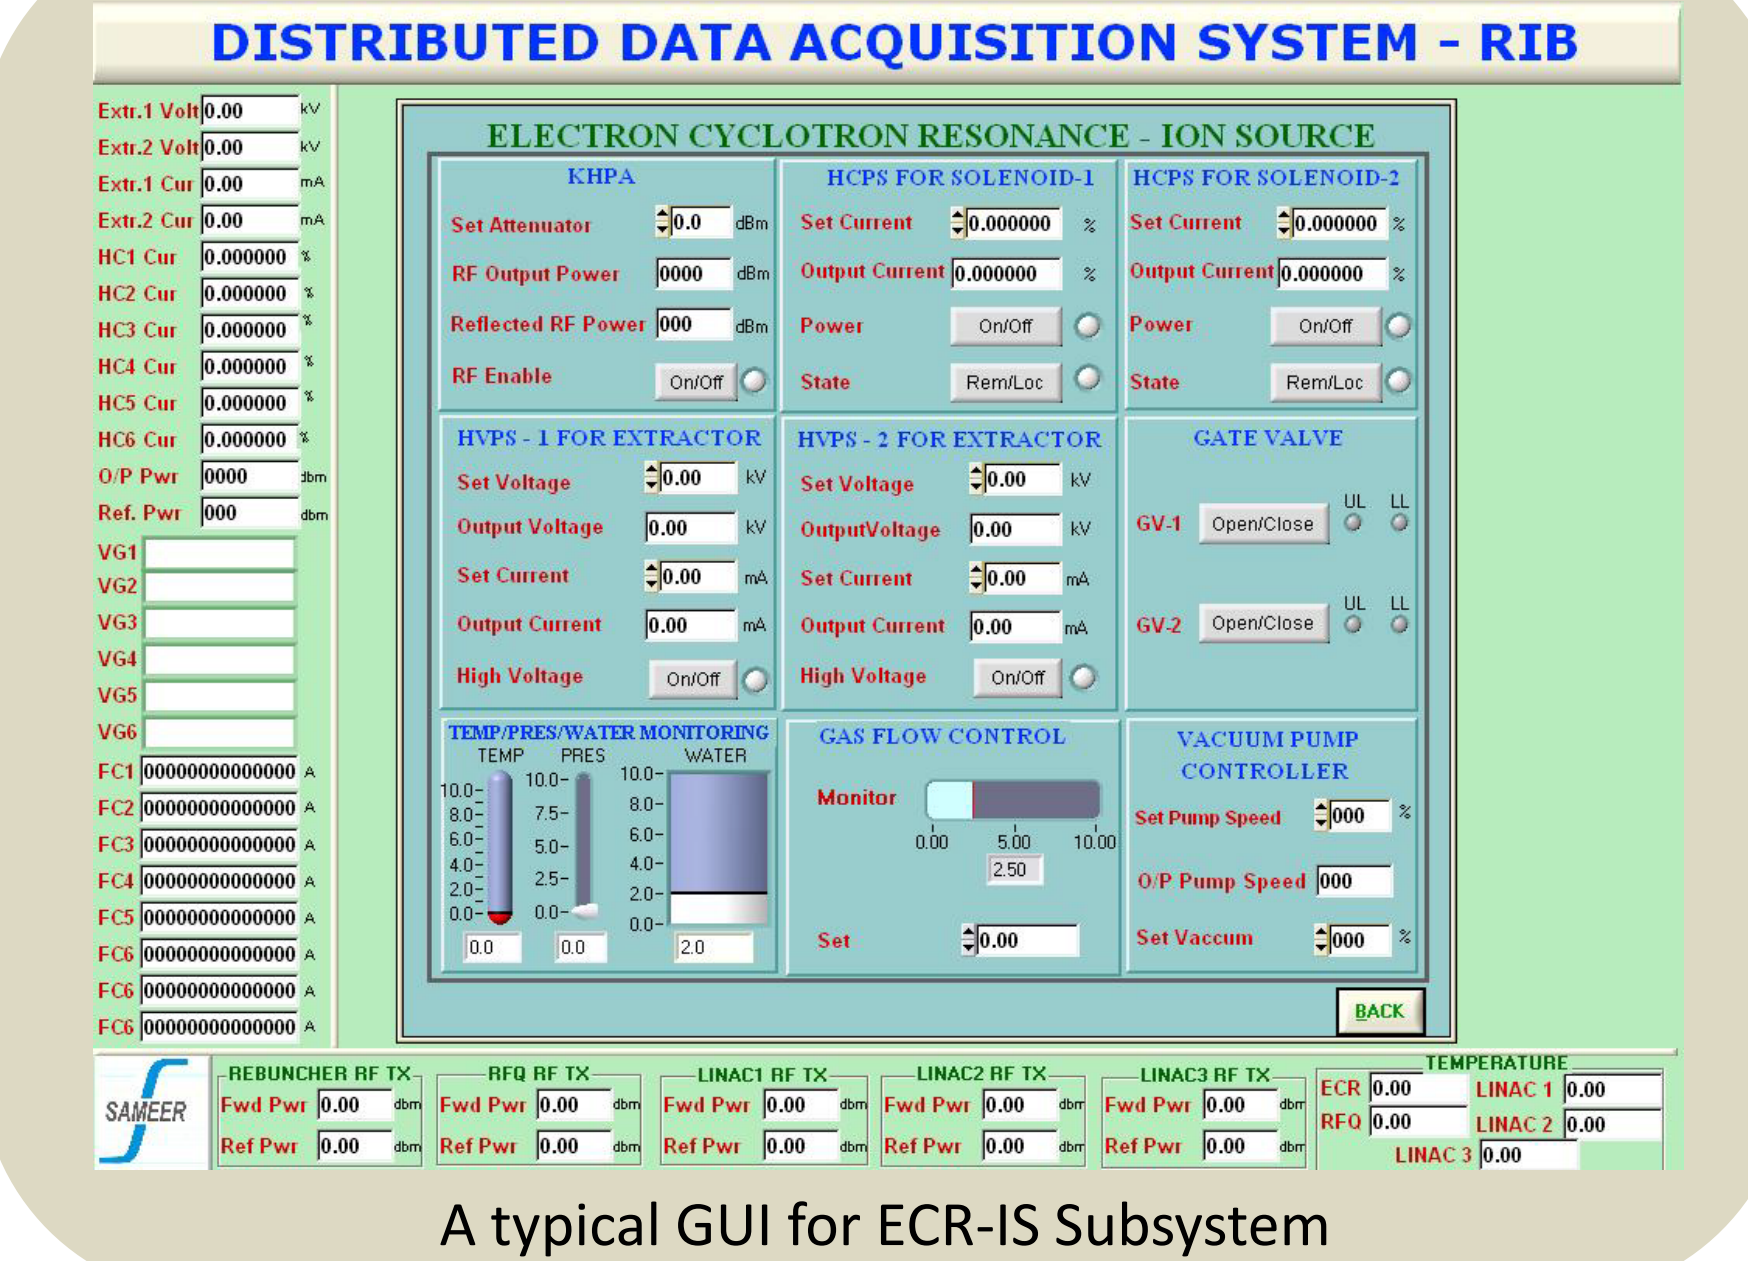 DISTRIBUTED DATA ACQUISITION SYSTEM - RIB
Extr.1 Volt 0.00 kV
Extr.2 Volt 0.00 kV
Extr.1 Cur 0.00 mA
Extr.2 Cur 0.00 mA
HC1 Cur 0.000000 %
HC2 Cur 0.000000 %
HC3 Cur 0.000000 %
HC4 Cur 0.000000 %
HC5 Cur 0.000000 %
HC6 Cur 0.000000 %
O/P Pwr 0000 dbm
Ref. Pwr 000 dbm
VG1
VG2
VG3
VG4
VG5
VG6
FC1 00000000000000 A
FC2 00000000000000 A
FC3 00000000000000 A
FC4 00000000000000 A
FC5 00000000000000 A
FC6 00000000000000 A
FC6 00000000000000 A
FC6 00000000000000 A
ELECTRON CYCLOTRON RESONANCE - ION SOURCE
KHPA
Set Attenuator 0.0 dBm
RF Output Power 0000 dBm
Reflected RF Power 000 dBm
RF Enable On/Off
HCPS FOR SOLENOID-1
Set Current 0.000000 %
Output Current 0.000000 %
Power On/Off
State Rem/Loc
HCPS FOR SOLENOID-2
Set Current 0.000000 %
Output Current 0.000000 %
Power On/Off
State Rem/Loc
HVPS - 1 FOR EXTRACTOR
Set Voltage 0.00 kV
Output Voltage 0.00 kV
Set Current 0.00 mA
Output Current 0.00 mA
High Voltage On/Off
HVPS - 2 FOR EXTRACTOR
Set Voltage 0.00 kV
OutputVoltage 0.00 kV
Set Current 0.00 mA
Output Current 0.00 mA
High Voltage On/Off
GATE VALVE
UL LL
GV-1 Open/Close
UL LL
GV-2 Open/Close
TEMP/PRES/WATER MONITORING
TEMP PRES WATER
10.0-
8.0-
6.0-
4.0-
2.0-
0.0-
0.0
10.0-
7.5-
5.0-
2.5-
0.0-
0.0
10.0-
8.0-
6.0-
4.0-
2.0-
0.0-
2.0
GAS FLOW CONTROL
Monitor
0.00 5.00 10.00
2.50
Set 0.00
VACUUM PUMP
CONTROLLER
Set Pump Speed 000 %
O/P Pump Speed 000
Set Vaccum 000 %
BACK
SAMEER
REBUNCHER RF TX
Fwd Pwr 0.00 dbm
Ref Pwr 0.00 dbm
RFQ RF TX
Fwd Pwr 0.00 dbm
Ref Pwr 0.00 dbm
LINAC1 RF TX
Fwd Pwr 0.00 dbm
Ref Pwr 0.00 dbm
LINAC2 RF TX
Fwd Pwr 0.00 dbm
Ref Pwr 0.00 dbm
LINAC3 RF TX
Fwd Pwr 0.00 dbm
Ref Pwr 0.00 dbm
TEMPERATURE
ECR 0.00 LINAC 1 0.00
RFQ 0.00 LINAC 2 0.00
LINAC 3 0.00
A typical GUI for ECR-IS Subsystem